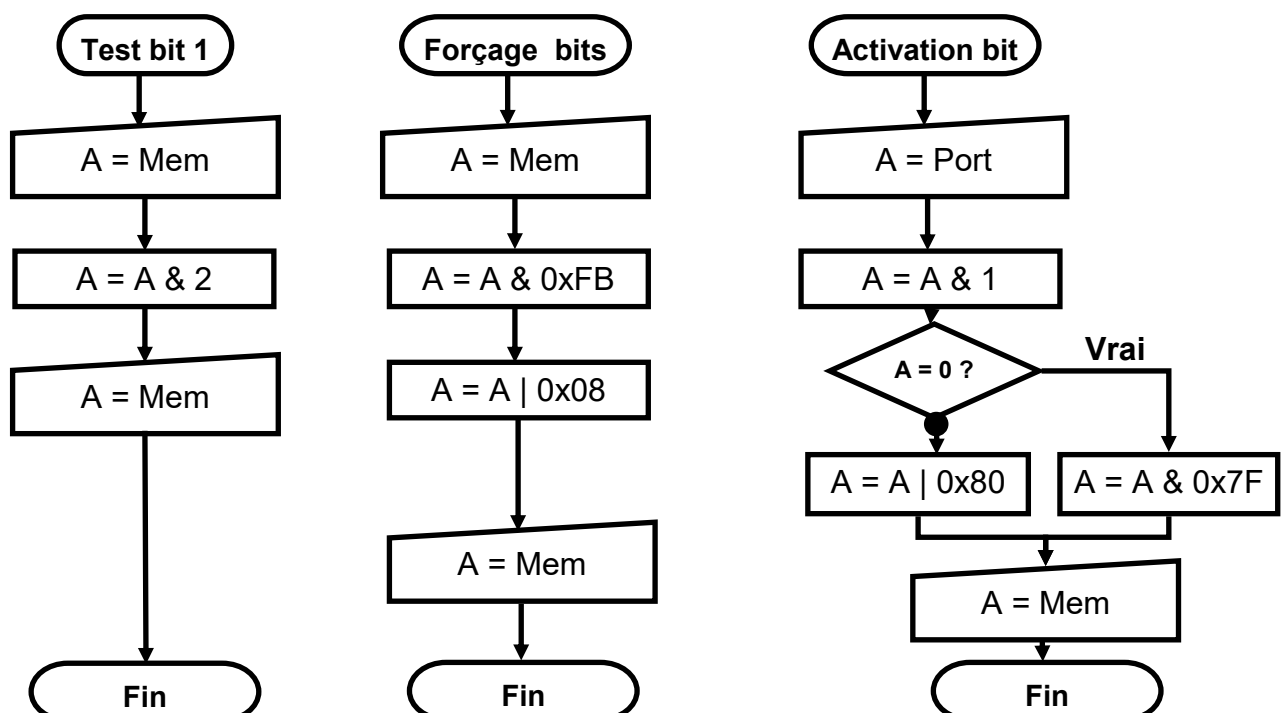 Test bit 1
A = Mem
A = A & 2
A = Mem
Fin
Forçage bits
A = Mem
A = A & 0xFB
A = A | 0x08
A = Mem
Fin
Activation bit
A = Port
A = A & 1
A = 0 ?
Vrai
A = A | 0x80
A = A & 0x7F
A = Mem
Fin